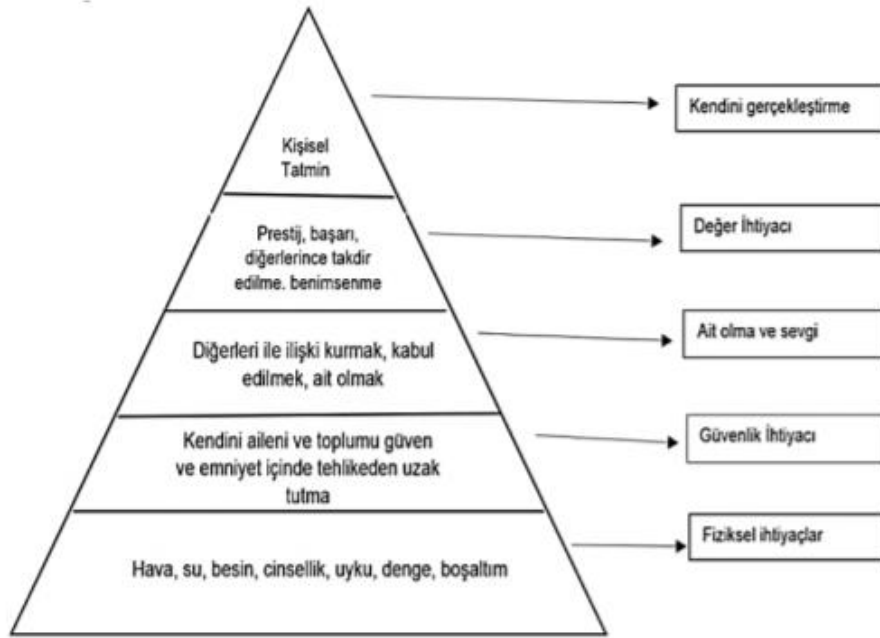 Kişisel
Tatmin
Kendini gerçekleştirme
Prestij, başarı,
diğerlerince takdir
edilme. benimsenme
Değer İhtiyacı
Diğerleri ile ilişki kurmak, kabul
edilmek, ait olmak
Ait olma ve sevgi
Kendini aileni ve toplumu güven
ve emniyet içinde tehlikeden uzak
tutma
Güvenlik İhtiyacı
Hava, su, besin, cinsellik, uyku, denge, boşaltım
Fiziksel ihtiyaçlar